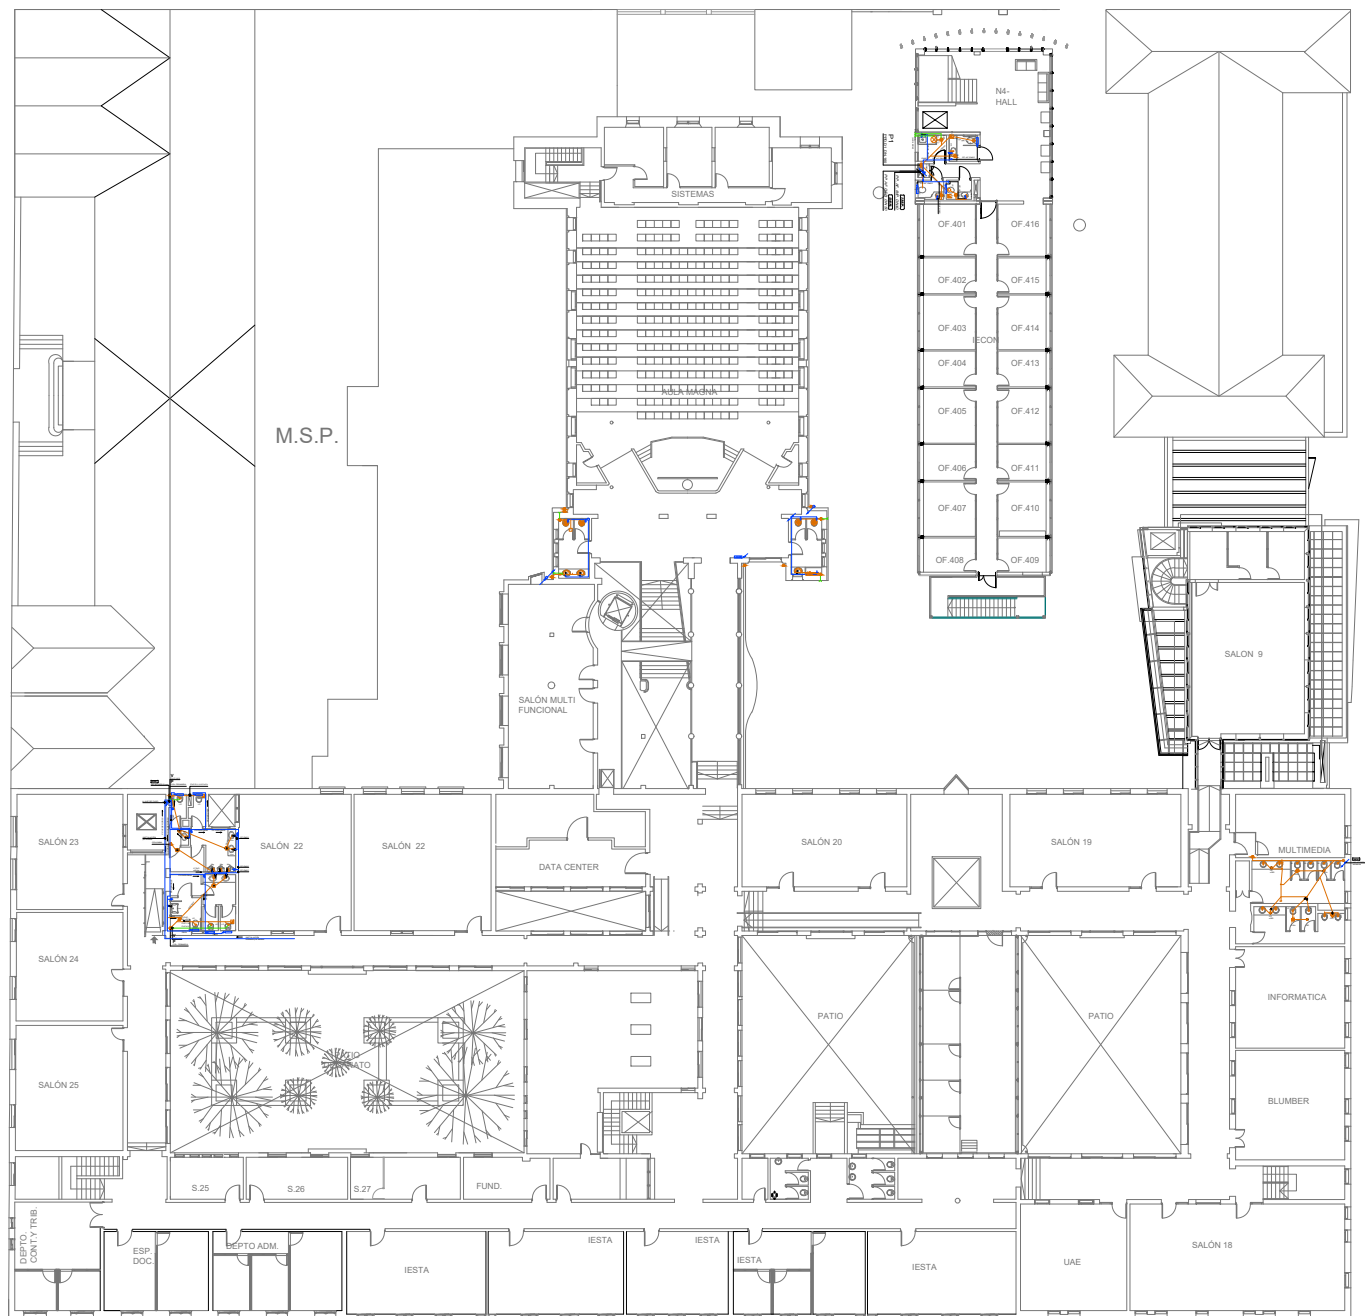 N4-
HALL
P1
SISTEMAS
OF.401
OF.416
OF.402
OF.415
OF.403
OF.414
IECON
OF.404
OF.413
AULA MAGNA
OF.405
OF.412
M.S.P.
OF.406
OF.411
OF.407
OF.410
OF.408
OF.409
SALON 9
SALÓN MULTI
FUNCIONAL
SALÓN 23
SALÓN 22
SALÓN 22
DATA CENTER
SALÓN 20
SALÓN 19
MULTIMEDIA
SALÓN 24
INFORMATICA
PATIO
PATIO
PATIO
SALÓN 25
BLUMBER
S.25
S.26
S.27
FUND.
DEPTO.
CONT.Y TRIB.
ESP.
DOC.
DEPTO ADM.
IESTA
IESTA
IESTA
IESTA
IESTA
UAE
SALÓN 18